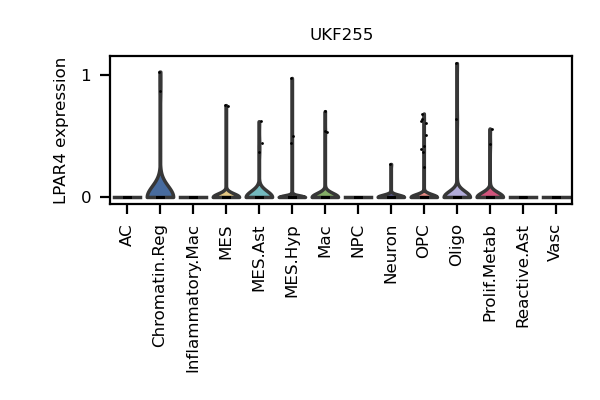 UKF255
LPAR4 expression
1
0
AC
Chromatin.Reg
Inflammatory.Mac
MES
MES.Ast
MES.Hyp
Mac
NPC
Neuron
OPC
Oligo
Prolif.Metab
Reactive.Ast
Vasc